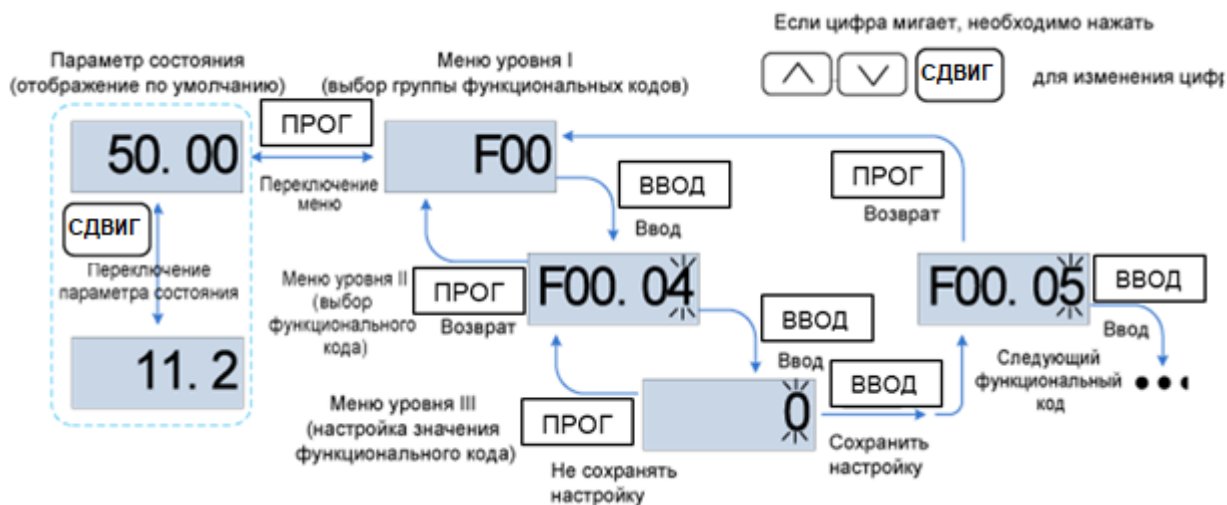 Если цифра мигает, необходимо нажать
СДВИГ
для изменения цифр
Параметр состояния
(отображение по умолчанию)
Меню уровня I
(выбор группы функциональных кодов)
50. 00
ПРОГ
Переключение
меню
F00
ВВОД
Ввод
ПРОГ
Возврат
СДВИГ
Переключение
параметра состояния
11. 2
Меню уровня II
(выбор
функционального
кода)
ПРОГ
Возврат
F00. 04
ВВОД
Ввод
F00. 05
ВВОД
Ввод
Следующий
функциональный
код
Меню уровня III
(настройка значения
функционального кода)
ПРОГ
Не сохранять
настройку
0
ВВОД
Сохранить
настройку